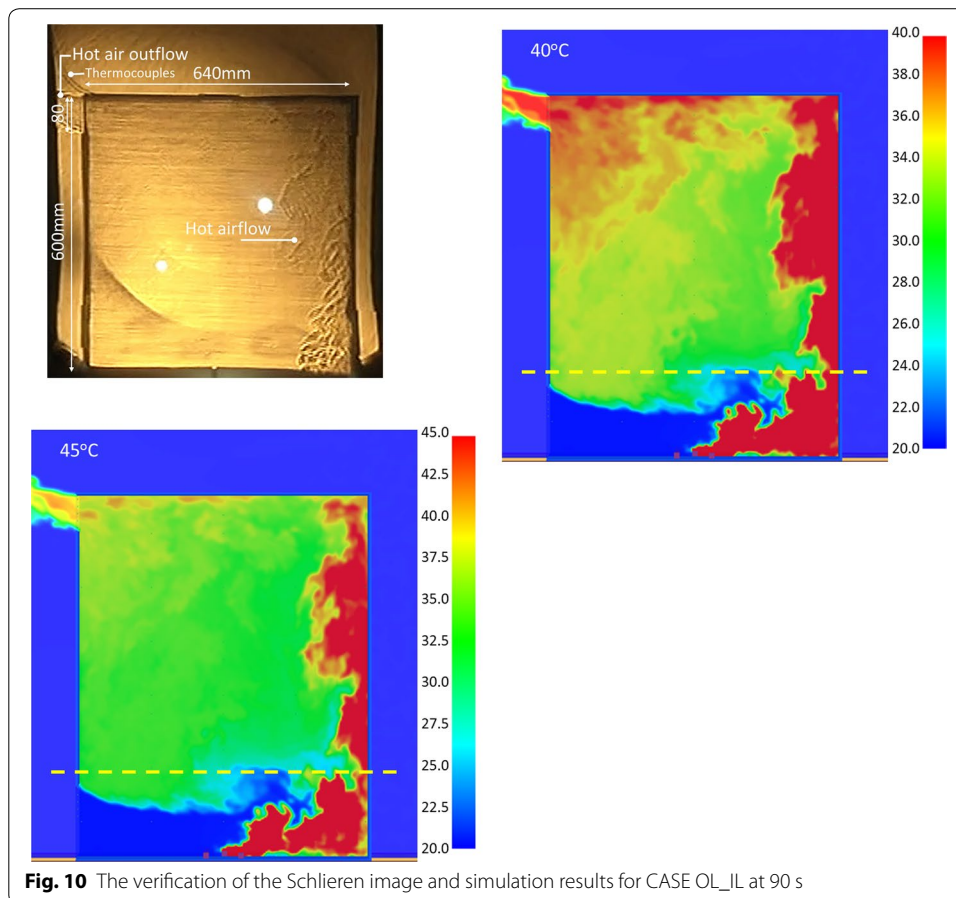 Hot air outflow
Thermocouples
640mm
80
600mm
Hot airflow
40°C
40.0
38.0
36.0
34.0
32.0
30.0
28.0
26.0
24.0
22.0
20.0
45°C
45.0
42.5
40.0
37.5
35.0
32.5
30.0
27.5
25.0
22.5
20.0
Fig. 10 The verification of the Schlieren image and simulation results for CASE OL_IL at 90 s